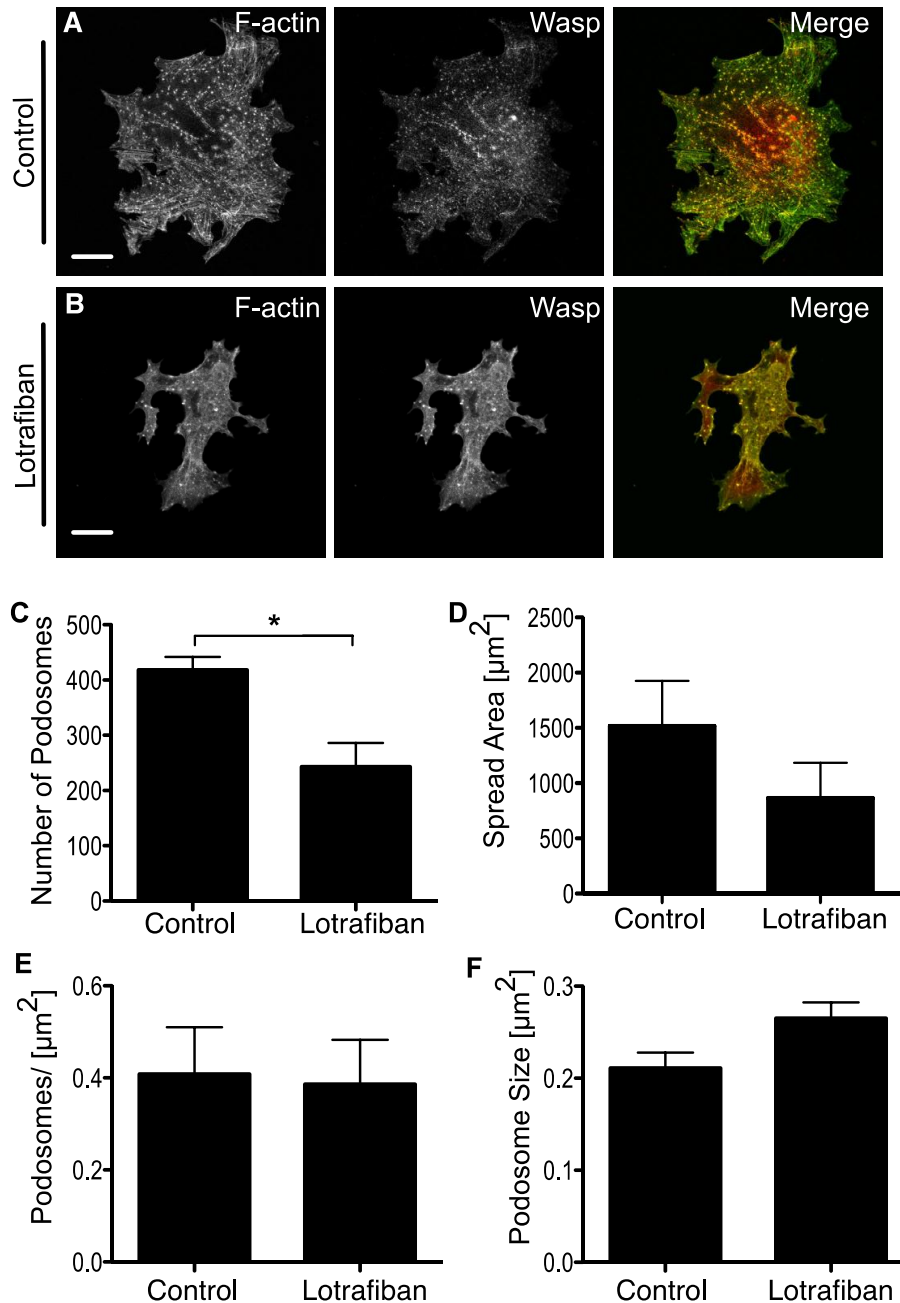 A F-actin Wasp Merge
Control
B F-actin Wasp Merge
Lotrafiban
C
Number of Podosomes
500
400
300
200
100
0
*
Control Lotrafiban
D
Spread Area [µm²]
2500
2000
1500
1000
500
0
Control Lotrafiban
E
Podosomes/ [µm²]
0.6
0.4
0.2
0.0
Control Lotrafiban
F
Podosome Size [µm²]
0.3
0.2
0.1
0.0
Control Lotrafiban